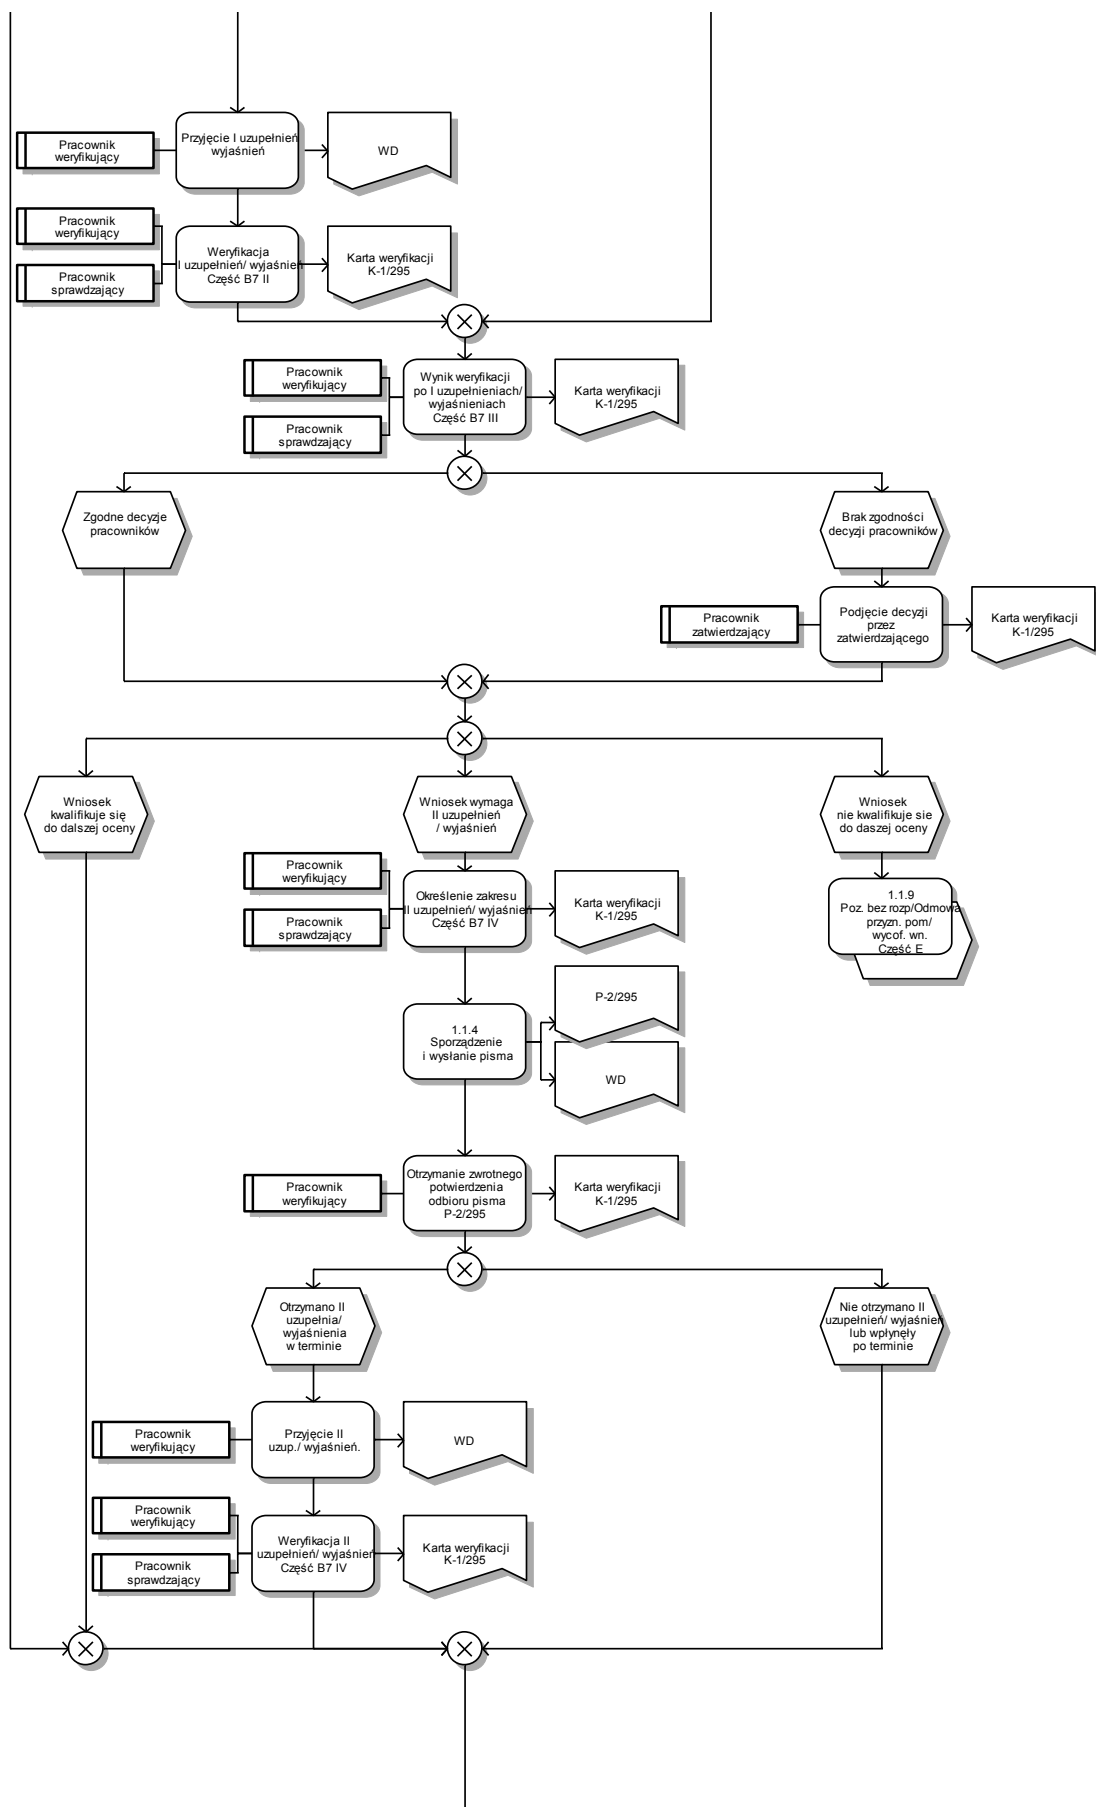 Pracownik
weryfikujący
Przyjęcie I uzupełnień
wyjaśnień
WD
Pracownik
weryfikujący
Pracownik
sprawdzający
Weryfikacja
I uzupełnień/ wyjaśnień
Część B7 II
Karta weryfikacji
K-1/295
Pracownik
weryfikujący
Pracownik
sprawdzający
Wynik weryfikacji
po I uzupełnieniach/
wyjaśnieniach
Część B7 III
Karta weryfikacji
K-1/295
Zgodne decyzje
pracowników
Brak zgodności
decyzji pracowników
Pracownik
zatwierdzający
Podjęcie decyzji
przez
zatwierdzającego
Karta weryfikacji
K-1/295
Wniosek
kwalifikuje się
do dalszej oceny
Wniosek wymaga
II uzupełnień
/ wyjaśnień
Wniosek
nie kwalifikuje sie
do daszej oceny
Pracownik
weryfikujący
Pracownik
sprawdzający
Określenie zakresu
II uzupełnień/ wyjaśnień
Część B7 IV
Karta weryfikacji
K-1/295
1.1.9
Poz. bez rozp/Odmowa
przyzn. pom/
wycof. wn.
Część E
1.1.4
Sporządzenie
i wysłanie pisma
P-2/295
WD
Pracownik
weryfikujący
Otrzymanie zwrotnego
potwierdzenia
odbioru pisma
P-2/295
Karta weryfikacji
K-1/295
Otrzymano II
uzupełnia/
wyjaśnienia
w terminie
Nie otrzymano II
uzupełnień/ wyjaśnień
lub wpłynęły
po terminie
Pracownik
weryfikujący
Przyjęcie II
uzup./ wyjaśnień.
WD
Pracownik
weryfikujący
Pracownik
sprawdzający
Weryfikacja II
uzupełnień/ wyjaśnień
Część B7 IV
Karta weryfikacji
K-1/295